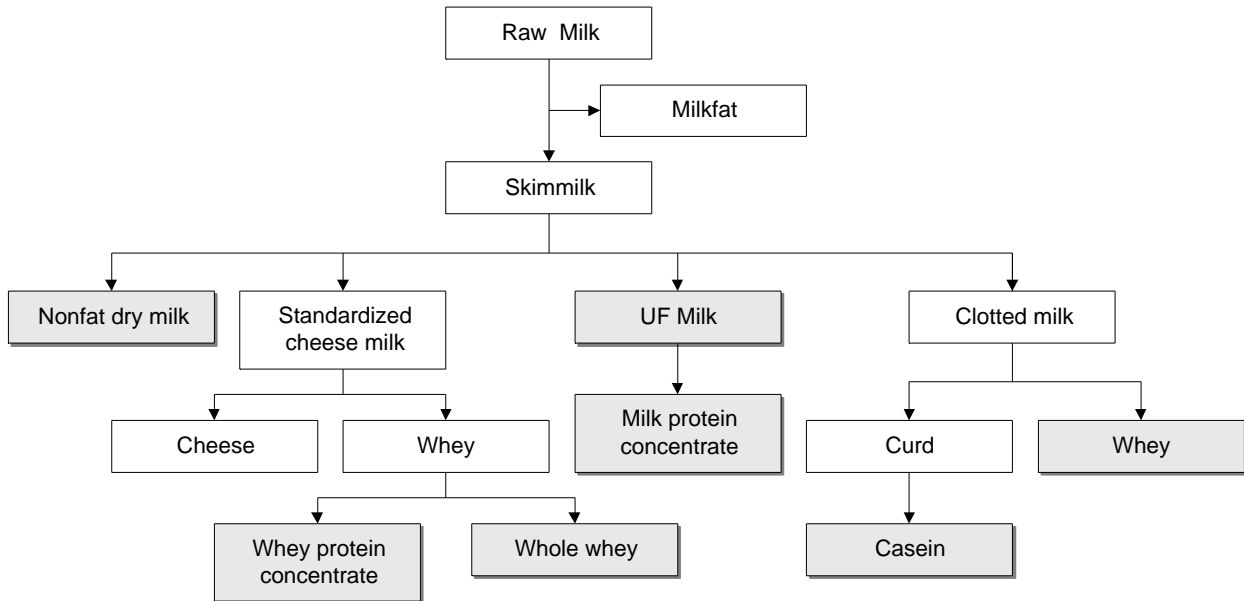 Raw Milk
Milkfat
Skimmilk
Nonfat dry milk
Standardized
cheese milk
UF Milk
Clotted milk
Cheese
Whey
Milk protein
concentrate
Curd
Whey
Whey protein
concentrate
Whole whey
Casein